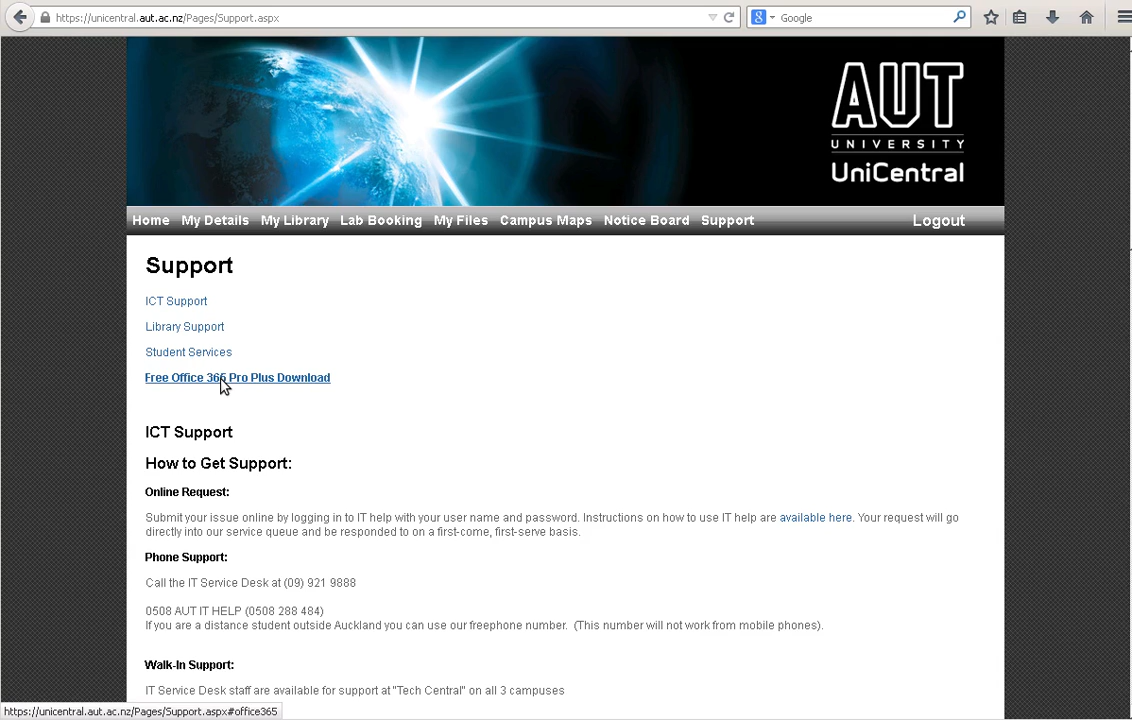 https://unicentral.aut.ac.nz/Pages/Support.aspx
Google
AUT
UNIVERSITY
UniCentral
Home My Details My Library Lab Booking My Files Campus Maps Notice Board Support Logout
Support
ICT Support
Library Support
Student Services
Free Office 365 Pro Plus Download
ICT Support
How to Get Support:
Online Request:
Submit your issue online by logging in to IT help with your user name and password. Instructions on how to use IT help are available here. Your request will go
directly into our service queue and be responded to on a first-come, first-serve basis.
Phone Support:
Call the IT Service Desk at (09) 921 9888
0508 AUT IT HELP (0508 288 484)
If you are a distance student outside Auckland you can use our freephone number. (This number will not work from mobile phones).
Walk-In Support:
IT Service Desk staff are available for support at "Tech Central" on all 3 campuses
https://unicentral.aut.ac.nz/Pages/Support.aspx#office365